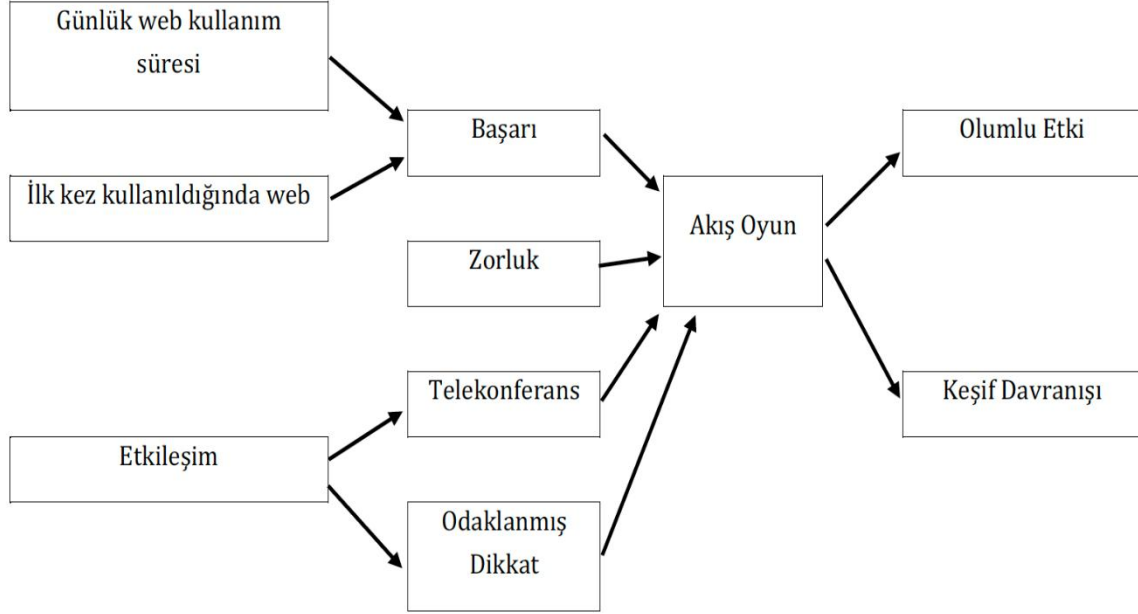 Günlük web kullanım
süresi
İlk kez kullanıldığında web
Etkileşim
Başarı
Zorluk
Telekonferans
Odaklanmış
Dikkat
Akış Oyun
Olumlu Etki
Keşif Davranışı